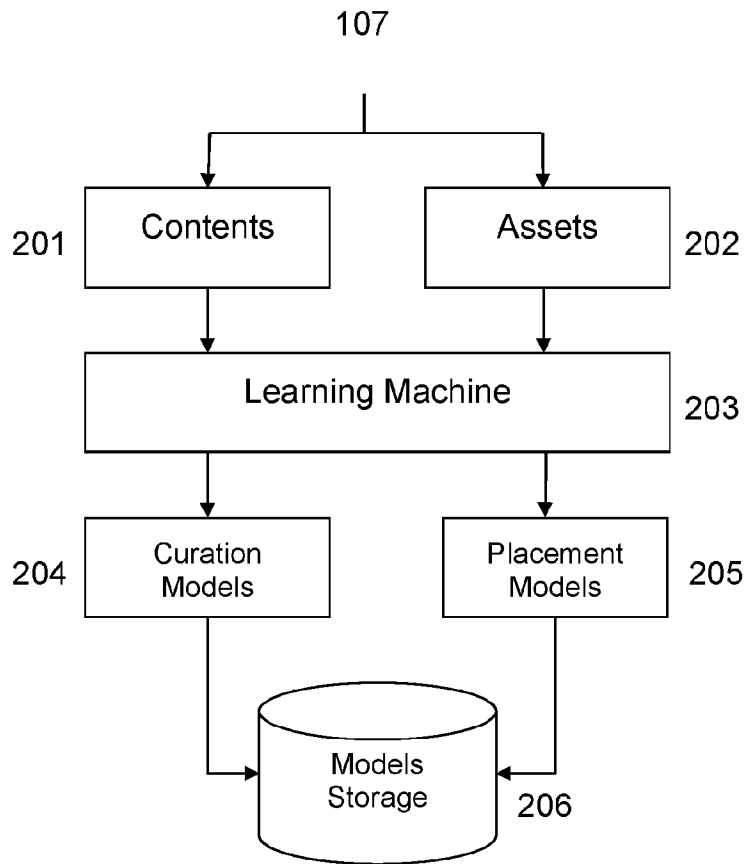 107
Contents
Assets
201
202
Learning Machine
203
Curation
Models
Placement
Models
204
205
Models
Storage
206